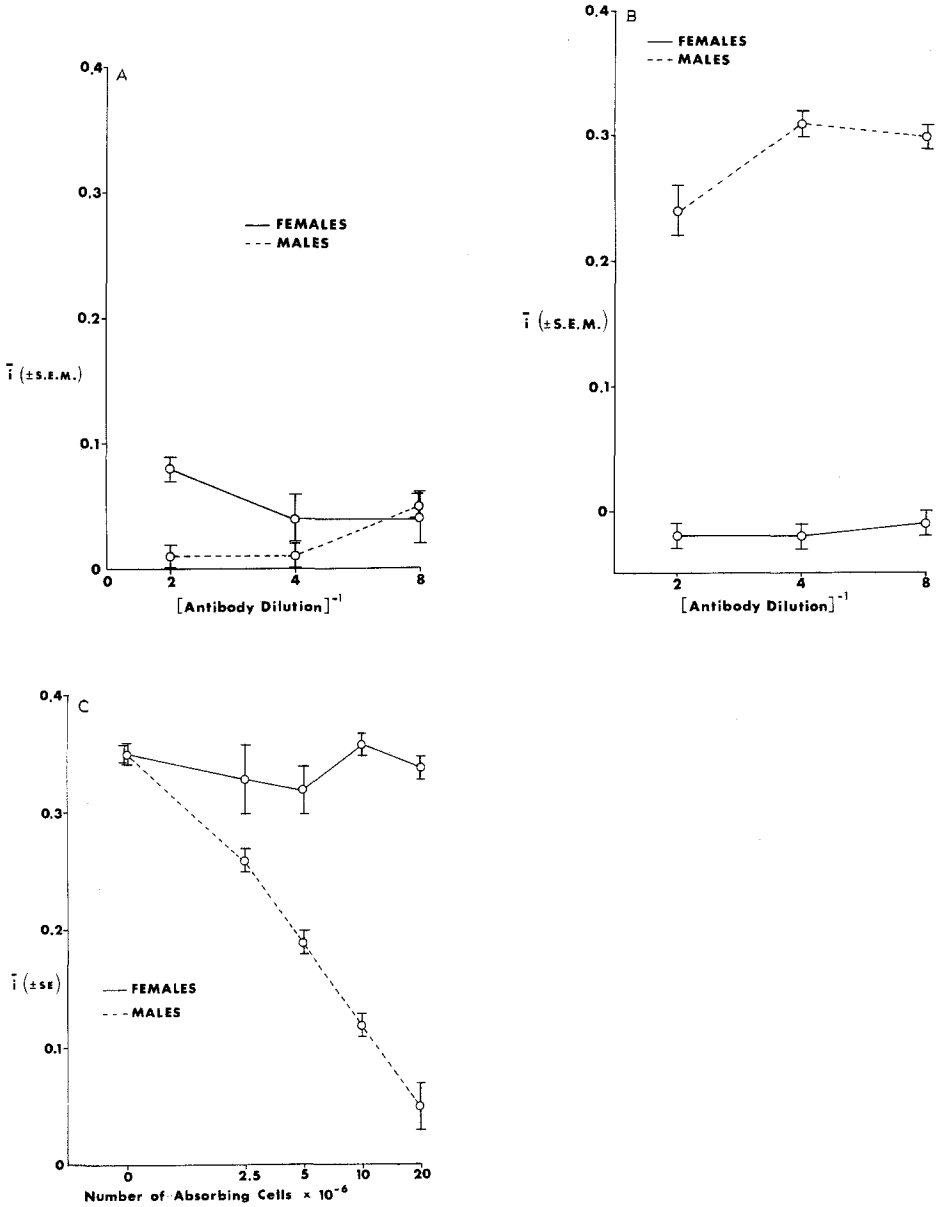 A
0.4
0.3
FEMALES
MALES
0.2
i̅ (±S.E.M.)
0.1
0
0 2 4 8
[Antibody Dilution]⁻¹
B
0.4
FEMALES
MALES
0.3
0.2
i̅ (±S.E.M.)
0.1
0
2 4 8
[Antibody Dilution]⁻¹
C
0.4
0.3
0.2
i̅ (±SE)
FEMALES
MALES
0.1
0
0 2.5 5 10 20
Number of Absorbing Cells × 10⁻⁶